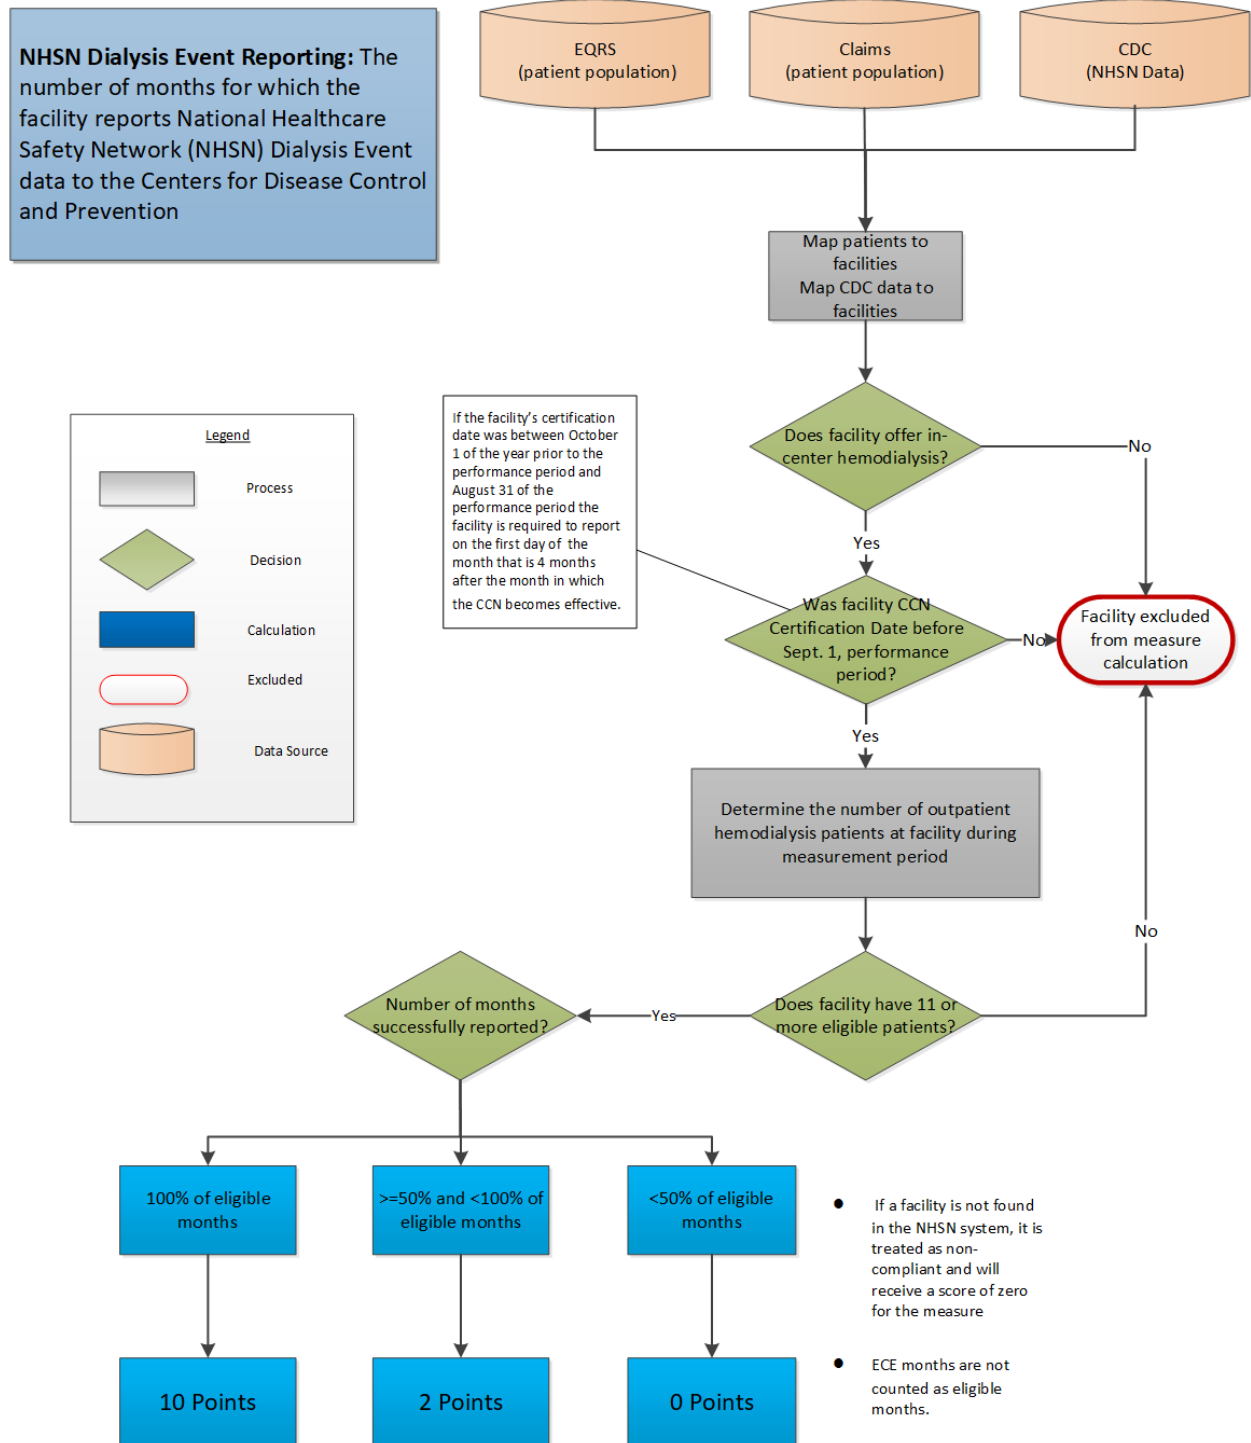 NHSN Dialysis Event Reporting: The
number of months for which the
facility reports National Healthcare
Safety Network (NHSN) Dialysis Event
data to the Centers for Disease Control
and Prevention
EQRS
(patient population)
Claims
(patient population)
CDC
(NHSN Data)
Map patients to
facilities
Map CDC data to
facilities
Does facility offer in-
center hemodialysis?
No
Yes
If the facility's certification
date was between October
1 of the year prior to the
performance period and
August 31 of the
performance period the
facility is required to report
on the first day of the
month that is 4 months
after the month in which
the CCN becomes effective.
Legend
Process
Decision
Calculation
Excluded
Data Source
Was facility CCN
Certification Date before
Sept. 1, performance
period?
No
Facility excluded
from measure
calculation
Yes
Determine the number of outpatient
hemodialysis patients at facility during
measurement period
No
Does facility have 11 or
more eligible patients?
Yes
Number of months
successfully reported?
100% of eligible
months
>=50% and <100% of
eligible months
<50% of eligible
months
10 Points
2 Points
0 Points
● If a facility is not found
in the NHSN system, it is
treated as non-
compliant and will
receive a score of zero
for the measure
● ECE months are not
counted as eligible
months.